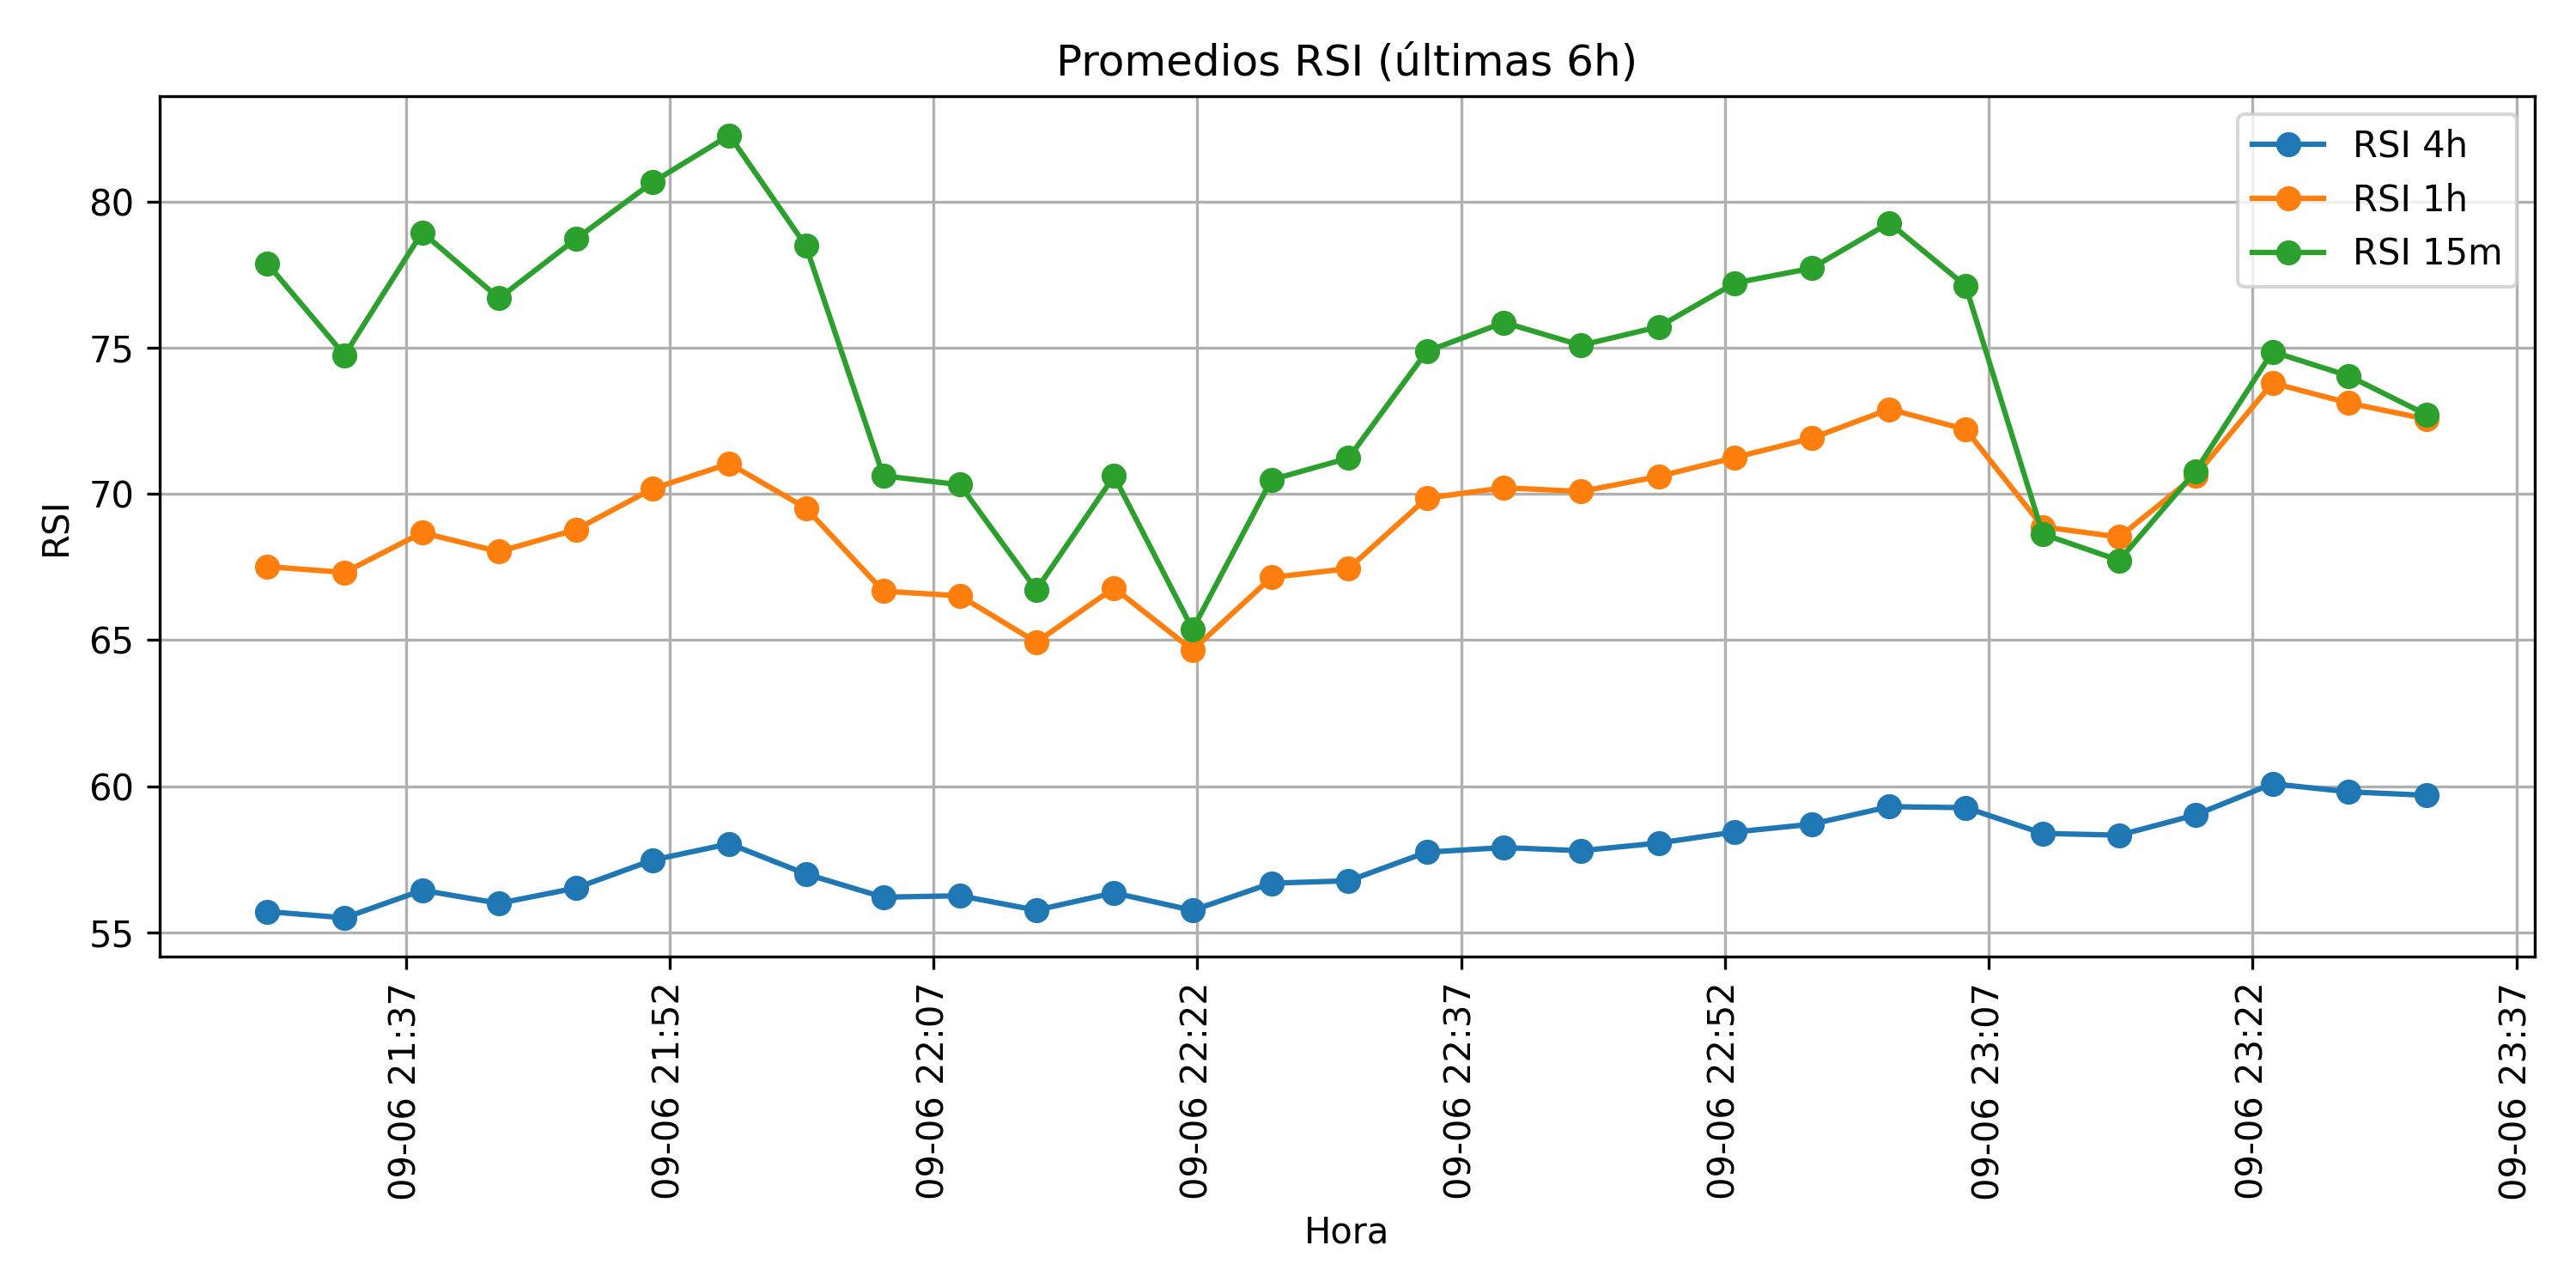 Promedios RSI (últimas 6h)
RSI 4h
RSI 1h
RSI 15m
RSI
80
75
70
65
60
55
09-06 21:37
09-06 21:52
09-06 22:07
09-06 22:22
09-06 22:37
09-06 22:52
09-06 23:07
09-06 23:22
09-06 23:37
Hora